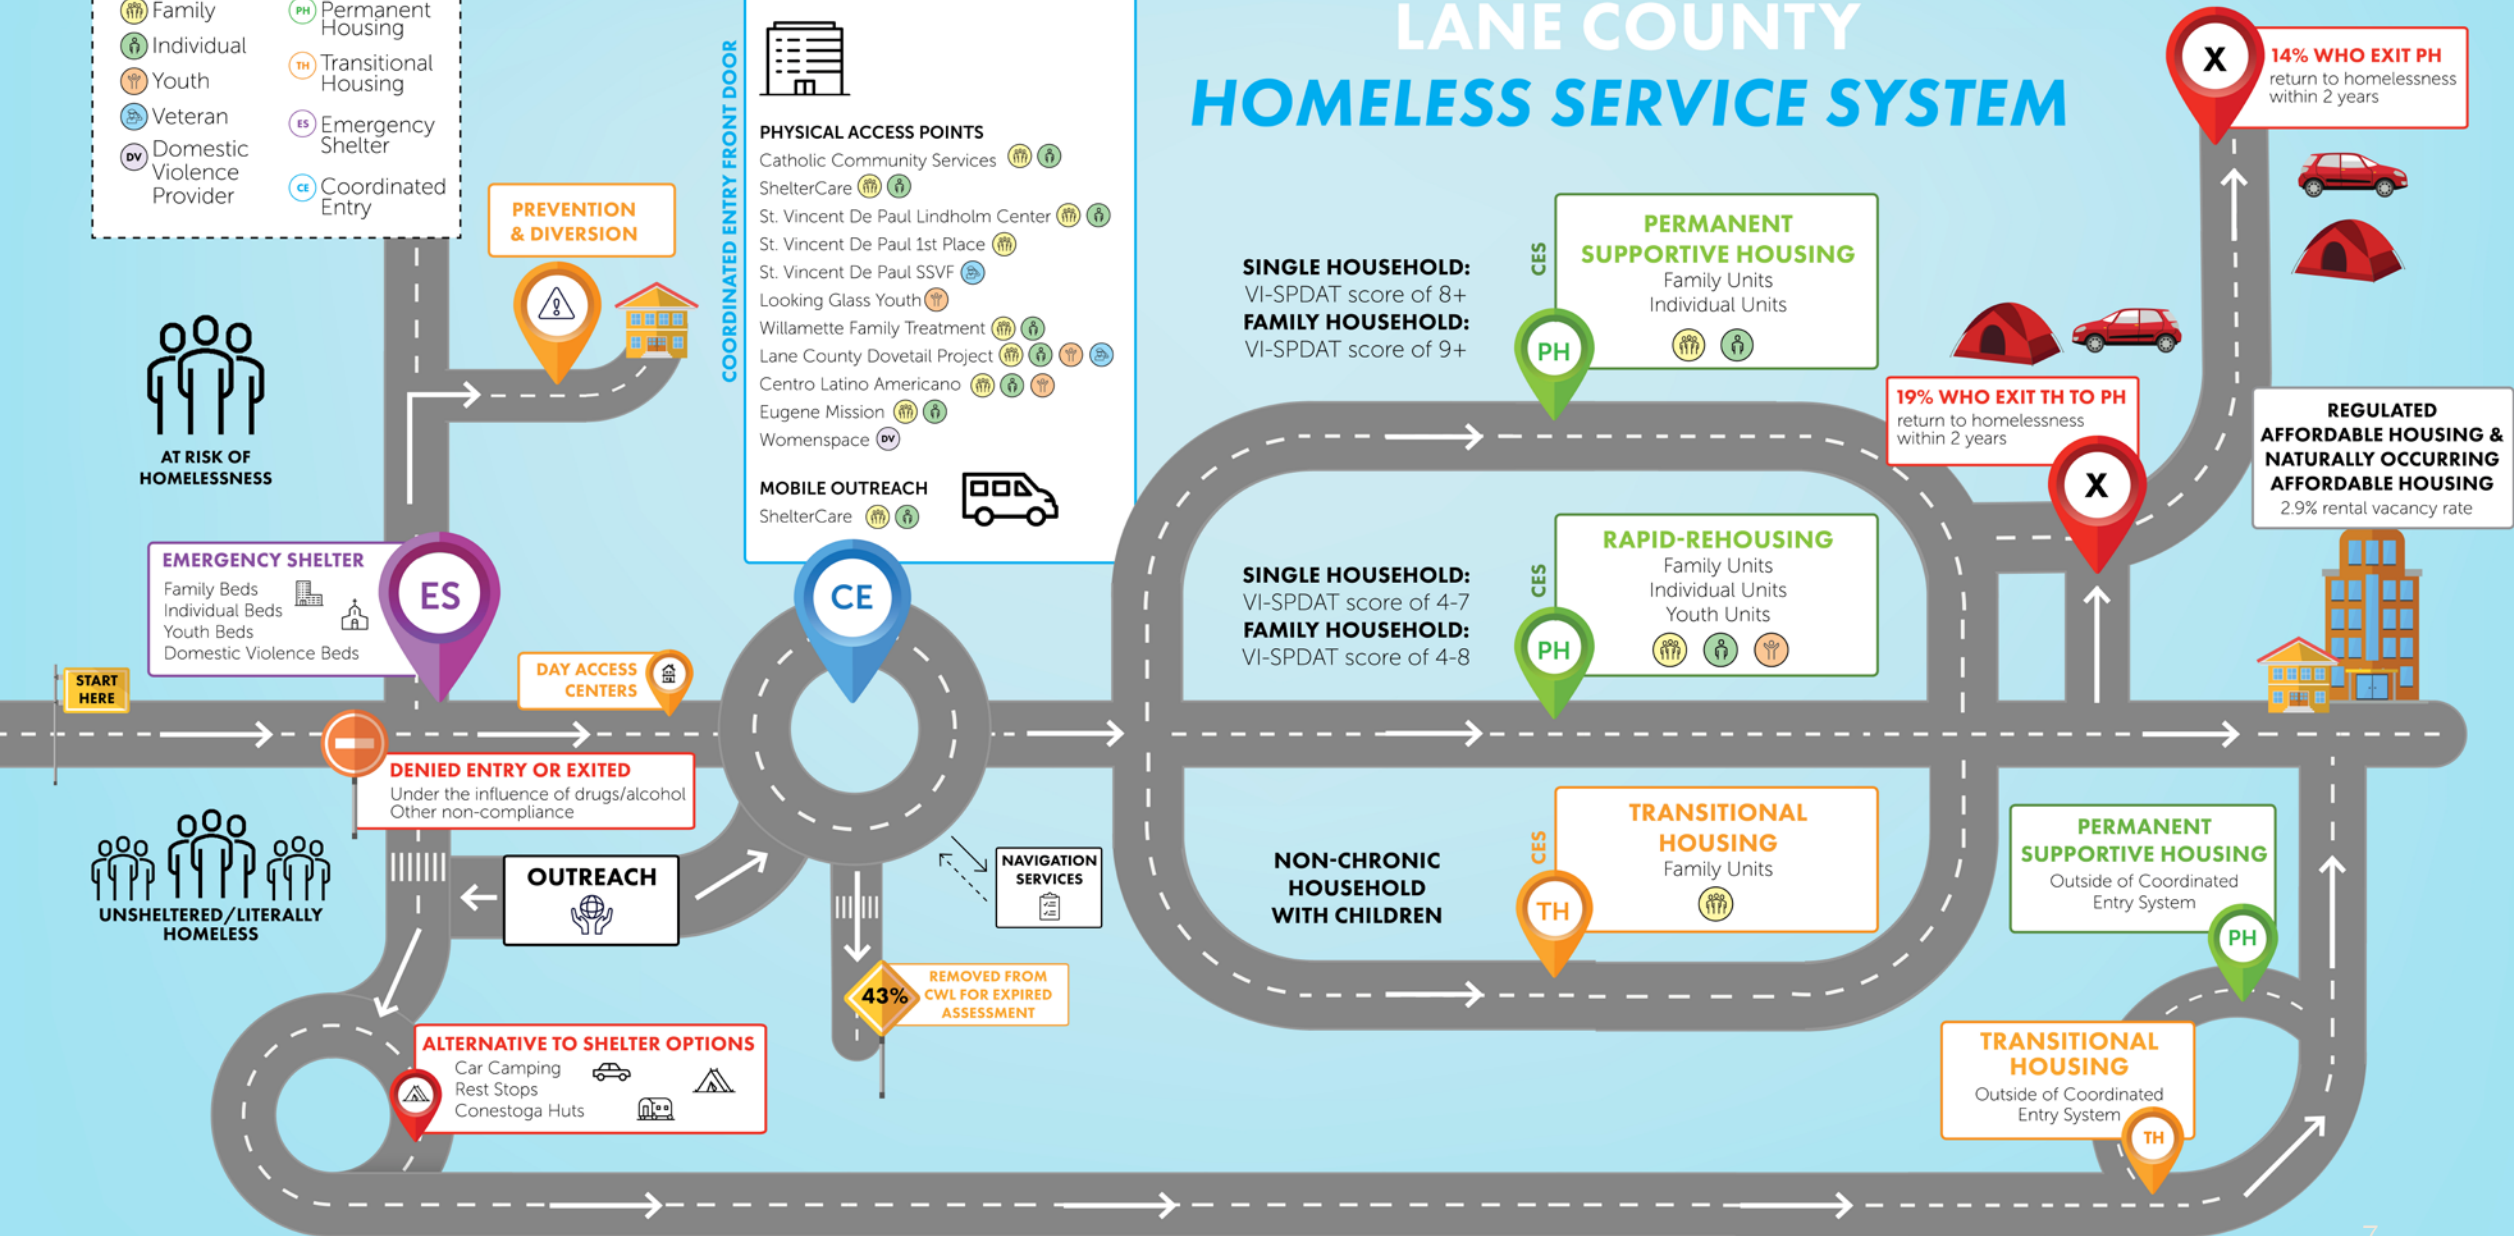 LANE COUNTY
HOMELESS SERVICE SYSTEM
Family
Individual
Youth
Veteran
DV
Domestic
Violence
Provider
PH
Permanent
Housing
TH
Transitional
Housing
ES
Emergency
Shelter
CE
Coordinated
Entry
PREVENTION
& DIVERSION
AT RISK OF
HOMELESSNESS
EMERGENCY SHELTER
Family Beds
Individual Beds
Youth Beds
Domestic Violence Beds
ES
START
HERE
DAY ACCESS
CENTERS
DENIED ENTRY OR EXITED
Under the influence of drugs/alcohol
Other non-compliance
UNSHELTERED/LITERALLY
HOMELESS
OUTREACH
ALTERNATIVE TO SHELTER OPTIONS
Car Camping
Rest Stops
Conestoga Huts
COORDINATED ENTRY FRONT DOOR
PHYSICAL ACCESS POINTS
Catholic Community Services
ShelterCare
St. Vincent De Paul Lindholm Center
St. Vincent De Paul 1st Place
St. Vincent De Paul SSVF
Looking Glass Youth
Willamette Family Treatment
Lane County Dovetail Project
Centro Latino Americano
Eugene Mission
Womenspace DV
MOBILE OUTREACH
ShelterCare
CE
NAVIGATION
SERVICES
43%
REMOVED FROM
CWL FOR EXPIRED
ASSESSMENT
SINGLE HOUSEHOLD:
VI-SPDAT score of 8+
FAMILY HOUSEHOLD:
VI-SPDAT score of 9+
CES
PERMANENT
SUPPORTIVE HOUSING
Family Units
Individual Units
PH
SINGLE HOUSEHOLD:
VI-SPDAT score of 4-7
FAMILY HOUSEHOLD:
VI-SPDAT score of 4-8
CES
RAPID-REHOUSING
Family Units
Individual Units
Youth Units
PH
NON-CHRONIC
HOUSEHOLD
WITH CHILDREN
CES
TRANSITIONAL
HOUSING
Family Units
TH
X
14% WHO EXIT PH
return to homelessness
within 2 years
19% WHO EXIT TH TO PH
return to homelessness
within 2 years
X
REGULATED
AFFORDABLE HOUSING &
NATURALLY OCCURRING
AFFORDABLE HOUSING
2.9% rental vacancy rate
PERMANENT
SUPPORTIVE HOUSING
Outside of Coordinated
Entry System
PH
TRANSITIONAL
HOUSING
Outside of Coordinated
Entry System
TH